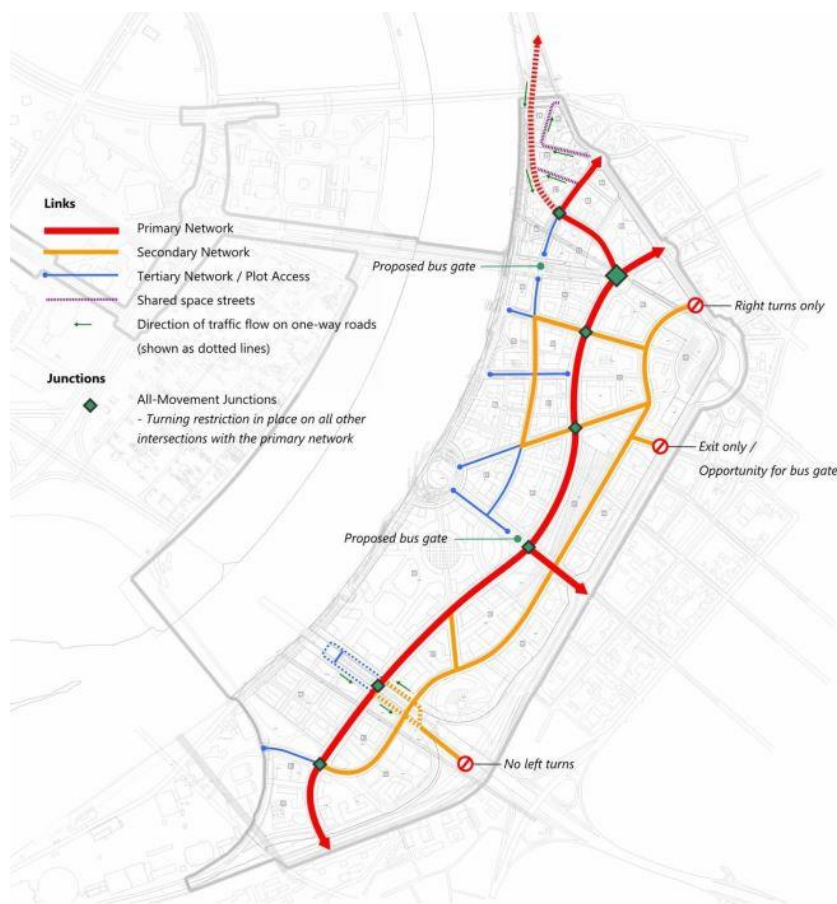 Links
Primary Network
Secondary Network
Tertiary Network / Plot Access
Shared space streets
Direction of traffic flow on one-way roads
(shown as dotted lines)
Junctions
All-Movement Junctions
- Turning restriction in place on all other
intersections with the primary network
Proposed bus gate
Right turns only
Exit only /
Opportunity for bus gate
Proposed bus gate
No left turns